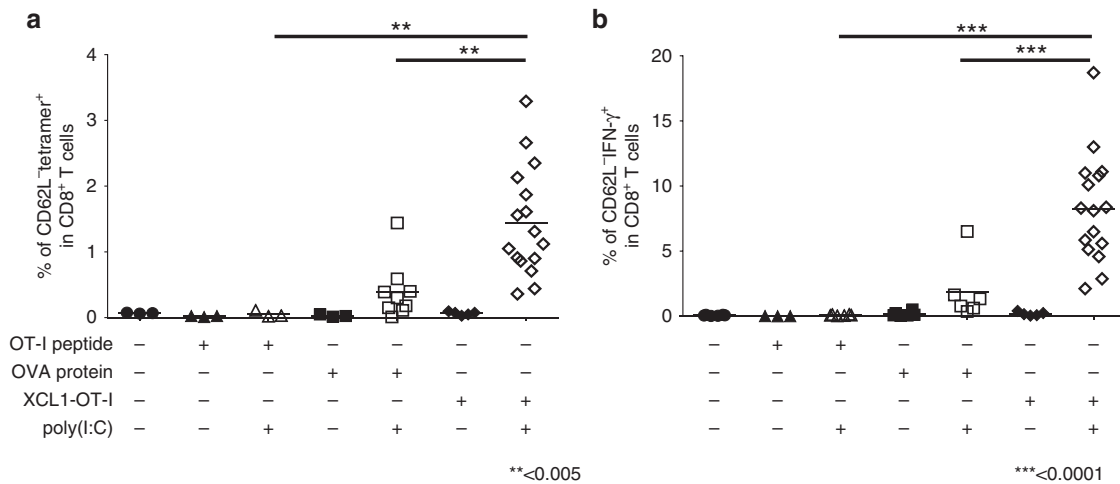 a
**
**
4
3
2
1
0
% of CD62L⁻tetramer⁺
in CD8⁺ T cells
OT-I peptide – + + – – – –
OVA protein – – – + + – –
XCL1-OT-I – – – – – + +
poly(I:C) – – + – + – +
**<0.005
b
***
***
20
15
10
5
0
% of CD62L⁻IFN-γ⁺
in CD8⁺ T cells
– + + – – – –
– – – + + – –
– – – – – + +
– – + – + – +
***<0.0001